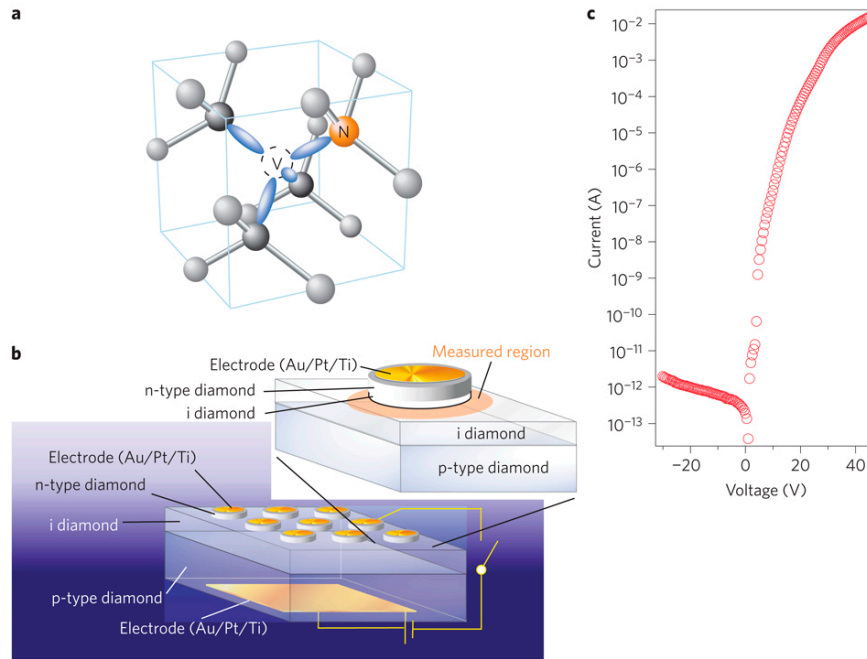 a
V
N
b
Electrode (Au/Pt/Ti)
Measured region
n-type diamond
i diamond
i diamond
p-type diamond
Electrode (Au/Pt/Ti)
n-type diamond
i diamond
p-type diamond
Electrode (Au/Pt/Ti)
c
10⁻²
10⁻³
10⁻⁴
10⁻⁵
10⁻⁶
10⁻⁷
10⁻⁸
10⁻⁹
10⁻¹⁰
10⁻¹¹
10⁻¹²
10⁻¹³
Current (A)
−20 0 20 40
Voltage (V)